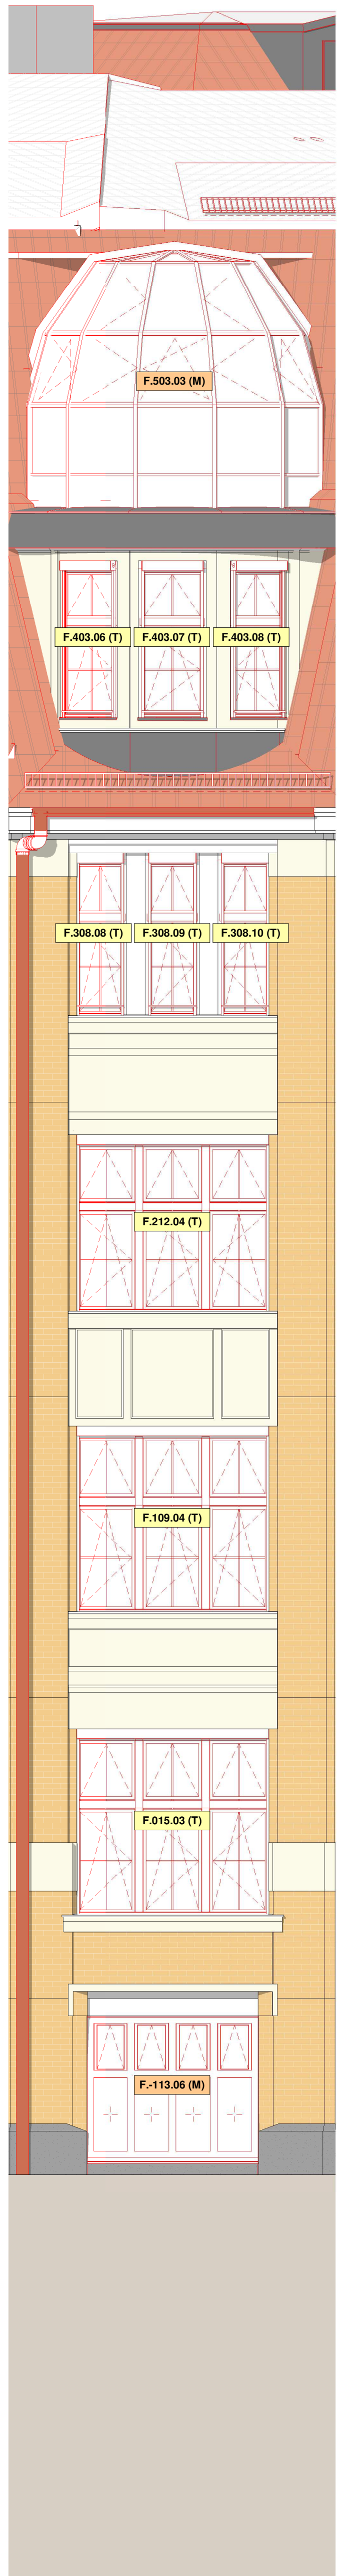 F.503.03 (M)
F.403.06 (T) F.403.07 (T) F.403.08 (T)
F.308.08 (T) F.308.09 (T) F.308.10 (T)
F.212.04 (T)
F.109.04 (T)
F.015.03 (T)
F.-113.06 (M)